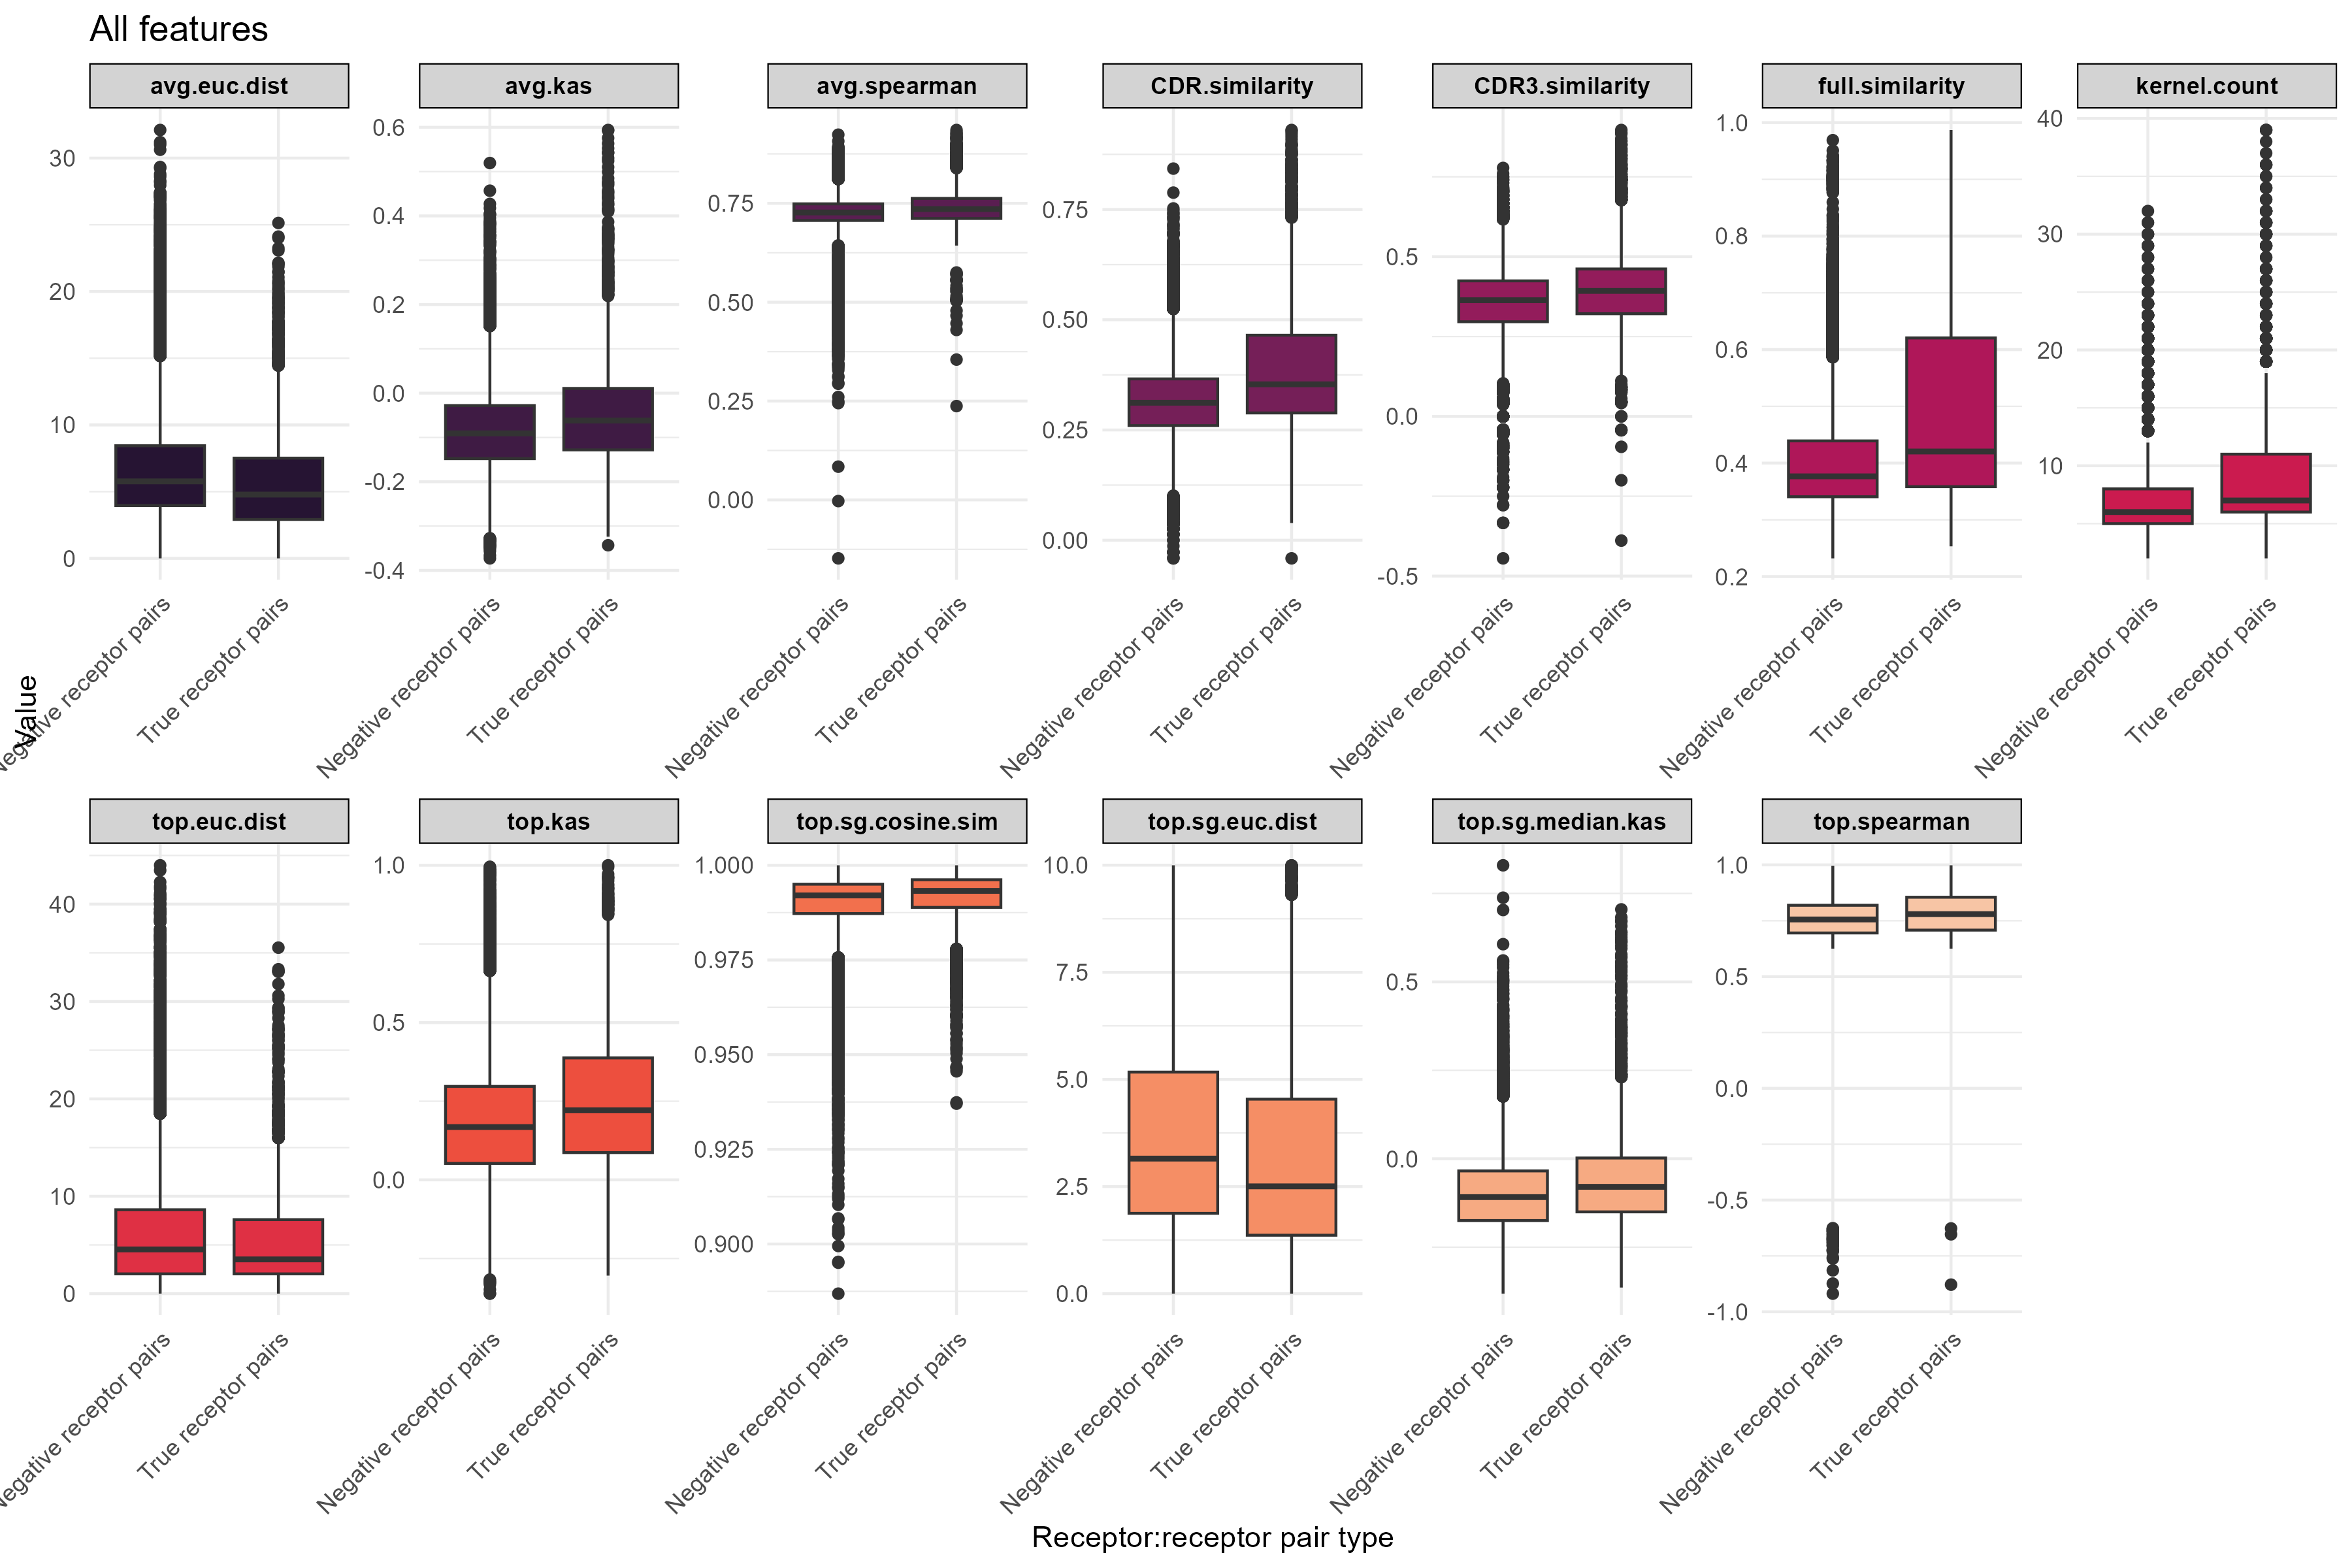 All features
avg.euc.dist
avg.kas
avg.spearman
CDR.similarity
CDR3.similarity
full.similarity
kernel.count
30
20
10
0
0.6
0.4
0.2
0.0
-0.2
-0.4
0.75
0.50
0.25
0.00
0.75
0.50
0.25
0.00
0.5
0.0
-0.5
1.0
0.8
0.6
0.4
0.2
40
30
20
10
Negative receptor pairs
True receptor pairs
Negative receptor pairs
True receptor pairs
Negative receptor pairs
True receptor pairs
Negative receptor pairs
True receptor pairs
Negative receptor pairs
True receptor pairs
Negative receptor pairs
True receptor pairs
Negative receptor pairs
True receptor pairs
Value
top.euc.dist
top.kas
top.sg.cosine.sim
top.sg.euc.dist
top.sg.median.kas
top.spearman
40
30
20
10
0
1.0
0.5
0.0
1.000
0.975
0.950
0.925
0.900
10.0
7.5
5.0
2.5
0.0
0.5
0.0
1.0
0.5
0.0
-0.5
-1.0
Negative receptor pairs
True receptor pairs
Negative receptor pairs
True receptor pairs
Negative receptor pairs
True receptor pairs
Negative receptor pairs
True receptor pairs
Negative receptor pairs
True receptor pairs
Negative receptor pairs
True receptor pairs
Receptor:receptor pair type